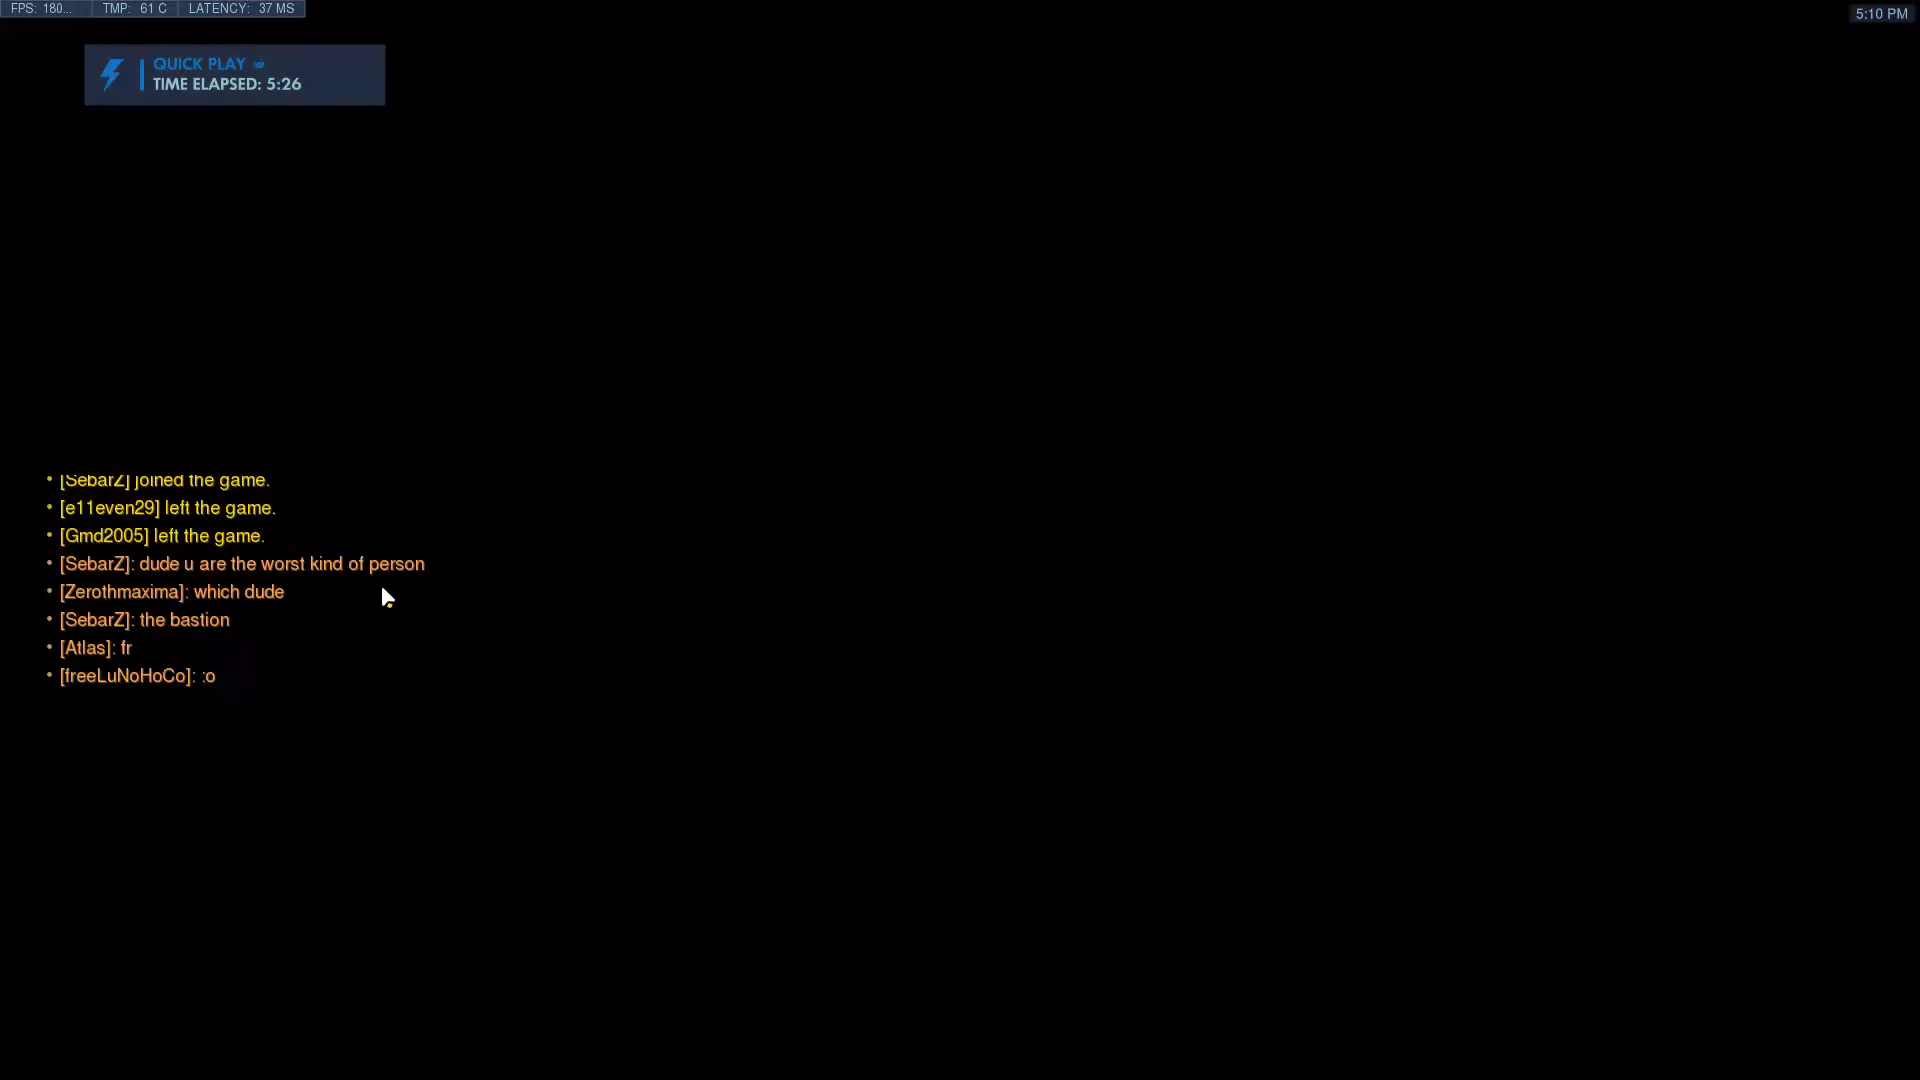 FPS: 180... TMP: 61 C LATENCY: 37 MS
5:10 PM
QUICK PLAY
TIME ELAPSED: 5:26
• [SebarZ] joined the game.
• [e11even29] left the game.
• [Gmd2005] left the game.
• [SebarZ]: dude u are the worst kind of person
• [Zerothmaxima]: which dude
• [SebarZ]: the bastion
• [Atlas]: fr
• [freeLuNoHoCo]: :o